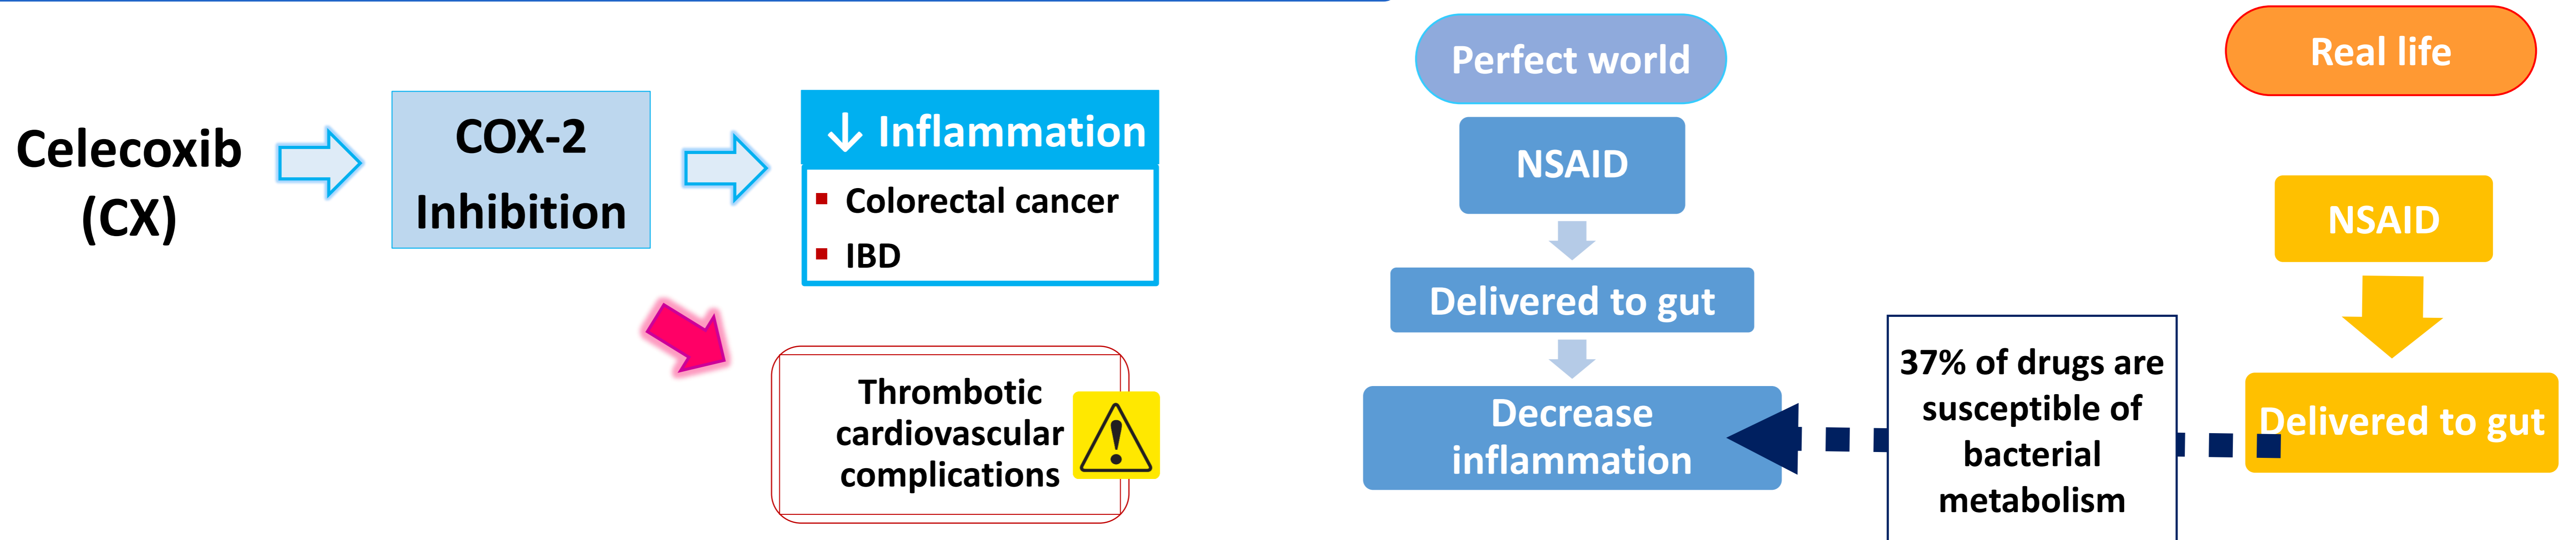 Celecoxib
(CX)
COX-2
Inhibition
↓ Inflammation
▪ Colorectal cancer
▪ IBD
Thrombotic
cardiovascular
complications
!
Perfect world
NSAID
Delivered to gut
Decrease
inflammation
37% of drugs are
susceptible of
bacterial
metabolism
Real life
NSAID
Delivered to gut